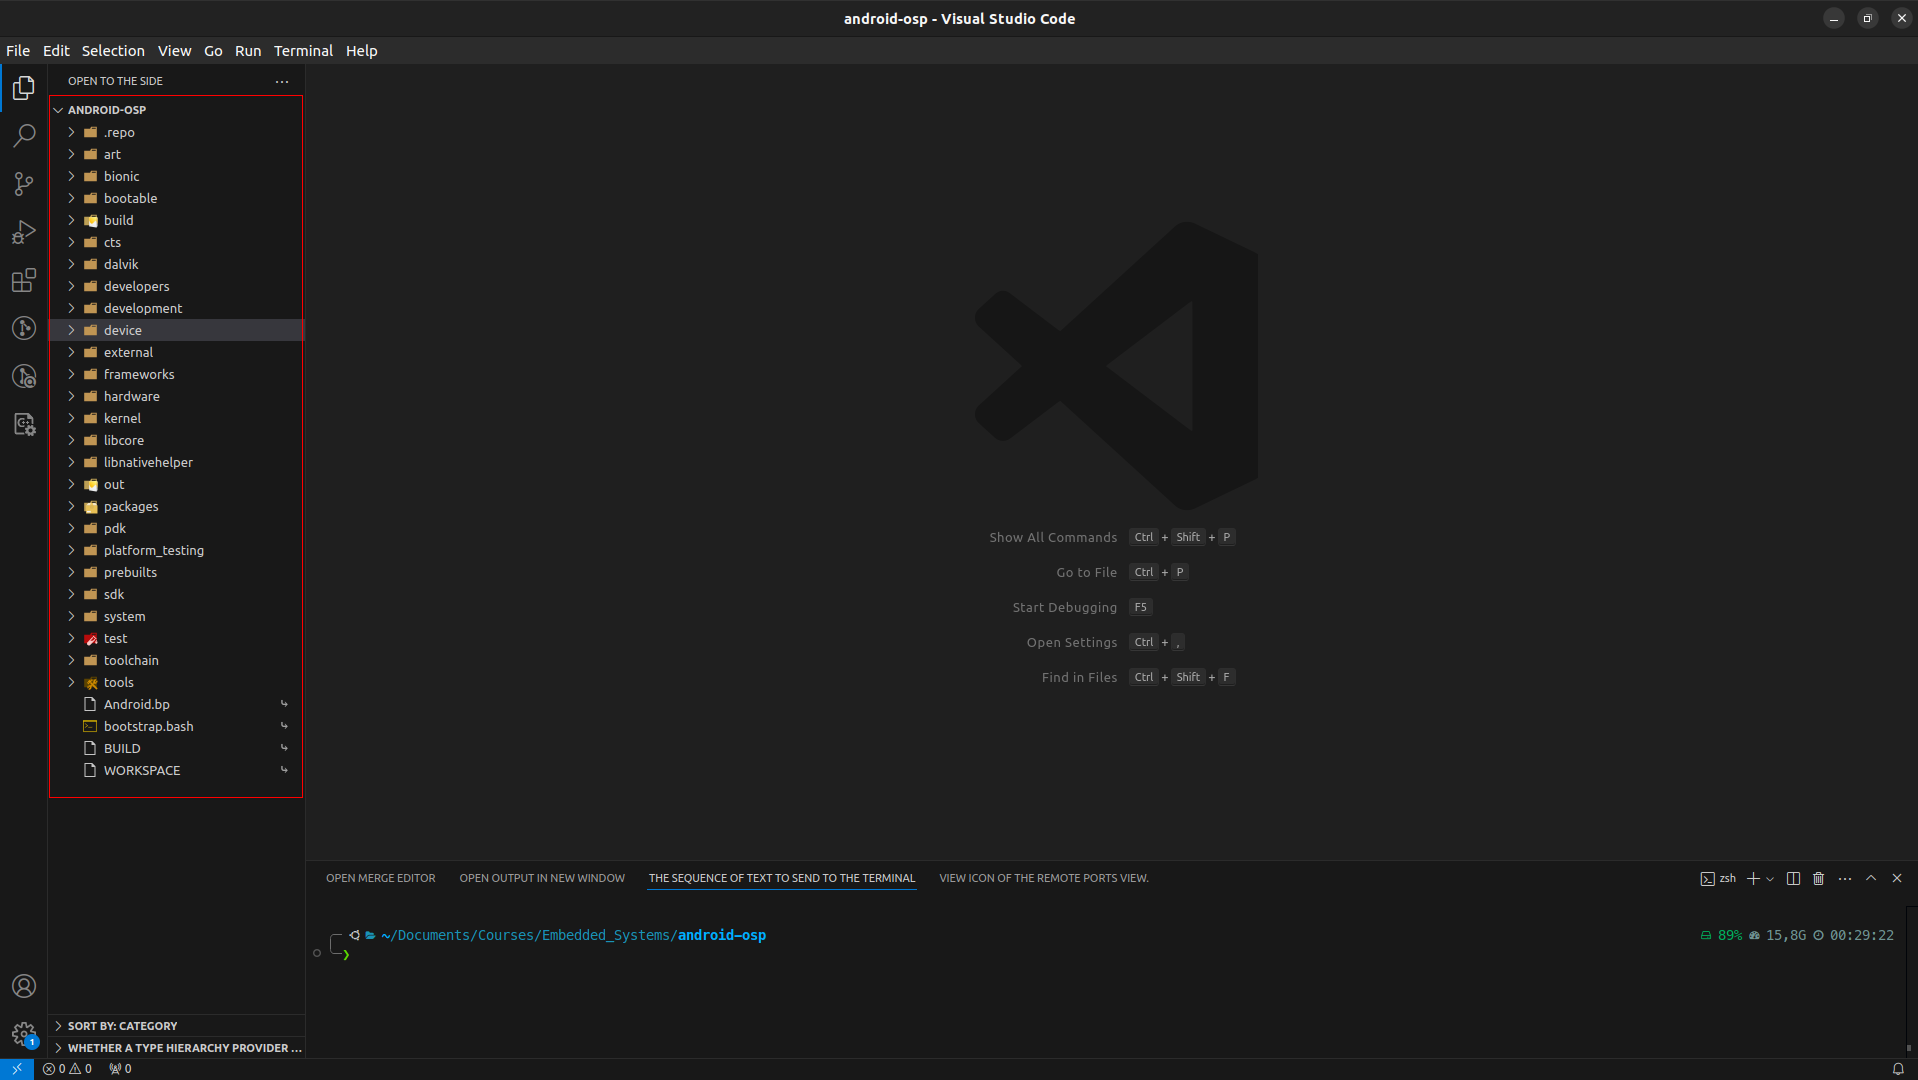 android-osp - Visual Studio Code
File Edit Selection View Go Run Terminal Help
OPEN TO THE SIDE
ANDROID-OSP
.repo
art
bionic
bootable
build
cts
dalvik
developers
development
device
external
frameworks
hardware
kernel
libcore
libnativehelper
out
packages
pdk
platform_testing
prebuilts
sdk
system
test
toolchain
tools
Android.bp
bootstrap.bash
BUILD
WORKSPACE
SORT BY: CATEGORY
WHETHER A TYPE HIERARCHY PROVIDER ...
Show All Commands Ctrl + Shift + P
Go to File Ctrl + P
Start Debugging F5
Open Settings Ctrl + ,
Find in Files Ctrl + Shift + F
OPEN MERGE EDITOR OPEN OUTPUT IN NEW WINDOW THE SEQUENCE OF TEXT TO SEND TO THE TERMINAL VIEW ICON OF THE REMOTE PORTS VIEW. zsh
~/Documents/Courses/Embedded_Systems/android-osp 89% 15,8G 00:29:22
1
0 0 0